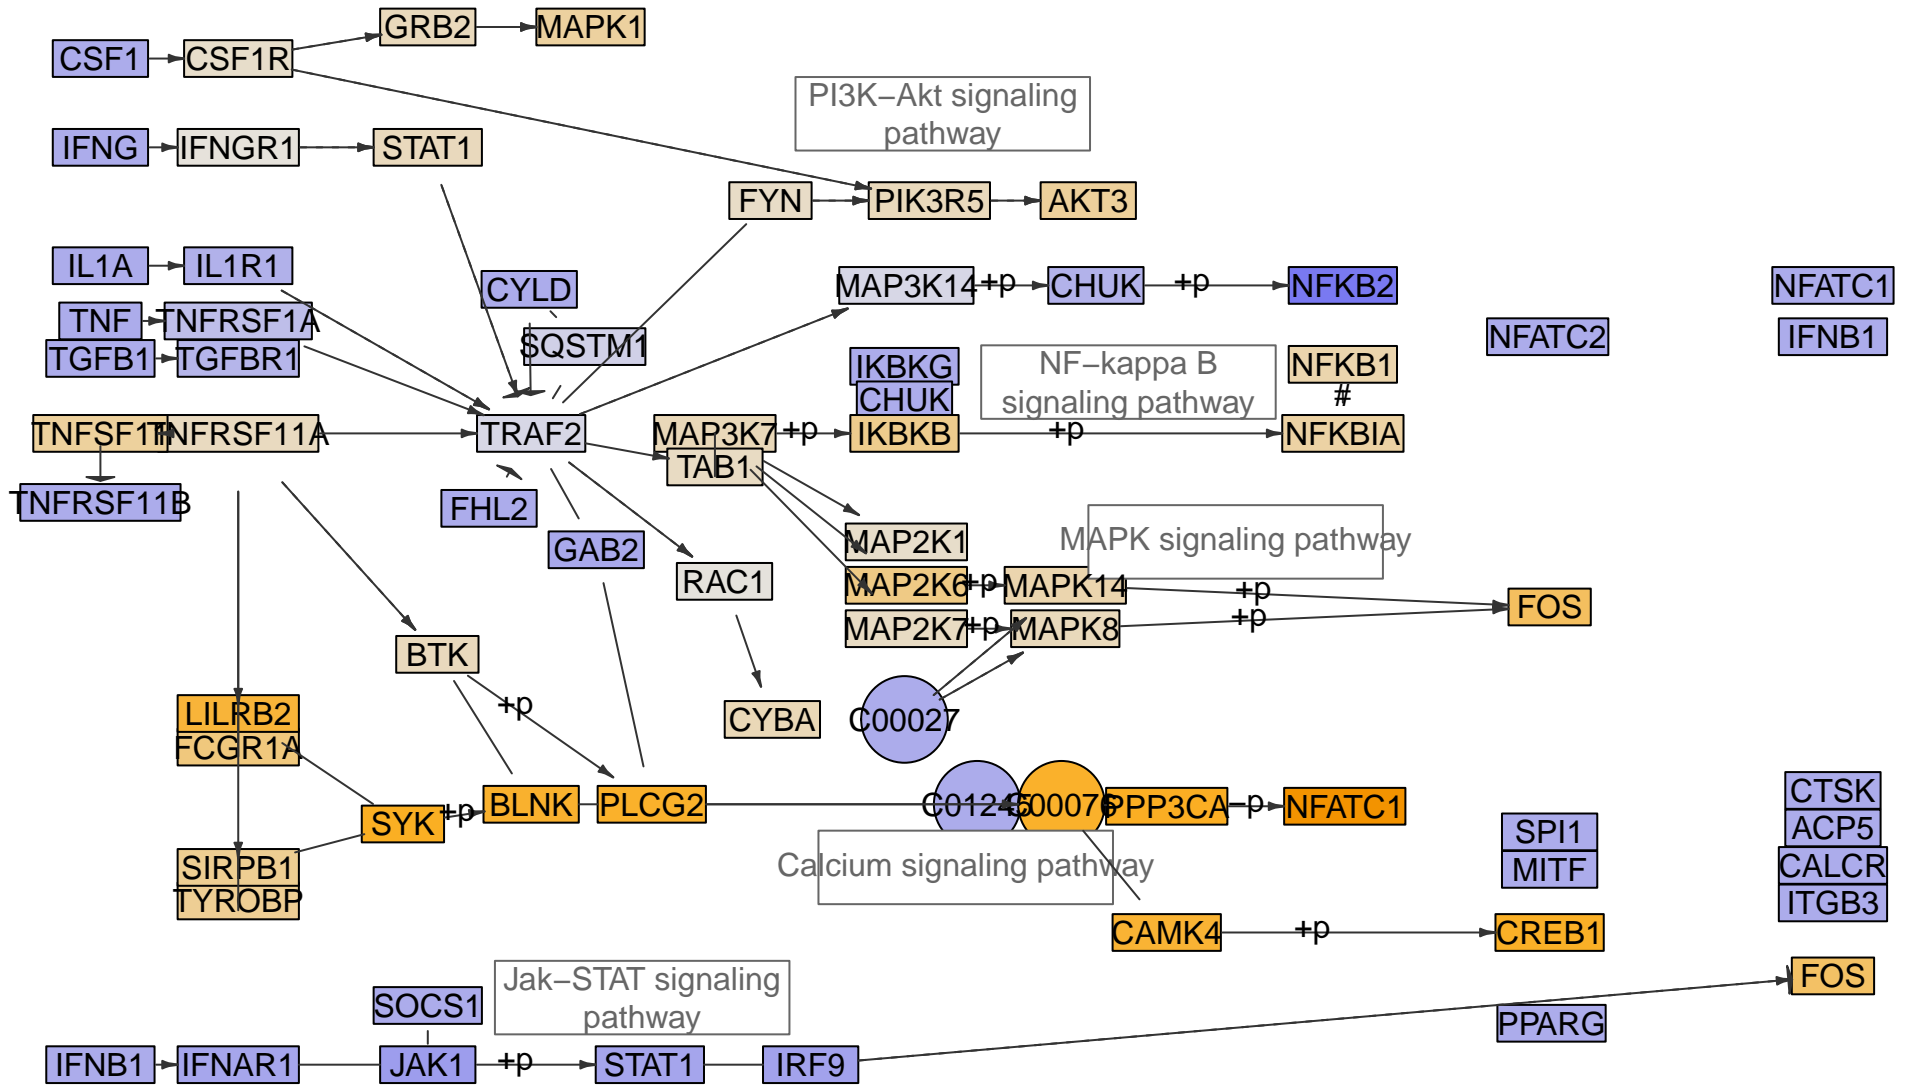 GRB2
MAPK1
CSF1
CSF1R
PI3K−Akt signaling
pathway
IFNG
IFNGR1
STAT1
FYN
PIK3R5
AKT3
IL1A
IL1R1
CYLD
MAP3K14
+p
CHUK
+p
NFKB2
NFATC1
TNF
TNFRSF1A
SQSTM1
NFATC2
IFNB1
TGFB1
TGFBR1
IKBKG
NF−kappa B
signaling pathway
NFKB1
CHUK
#
TNFRSF11A
TRAF2
MAP3K7
+p
IKBKB
+p
NFKBIA
TAB1
TNFRSF11B
FHL2
GAB2
MAP2K1
MAPK signaling pathway
RAC1
MAP2K6
+p
MAPK14
+p
FOS
MAP2K7
+p
MAPK8
+p
BTK
+p
LILRB2
FCGR1A
CYBA
C00027
SYK
+p
BLNK
PLCG2
C01245
C00076
PPP3CA
−p
NFATC1
CTSK
SPI1
ACP5
SIRPB1
Calcium signaling pathway
MITF
CALCR
TYROBP
ITGB3
CAMK4
+p
CREB1
Jak−STAT signaling
pathway
FOS
SOCS1
PPARG
IFNB1
IFNAR1
JAK1
+p
STAT1
IRF9